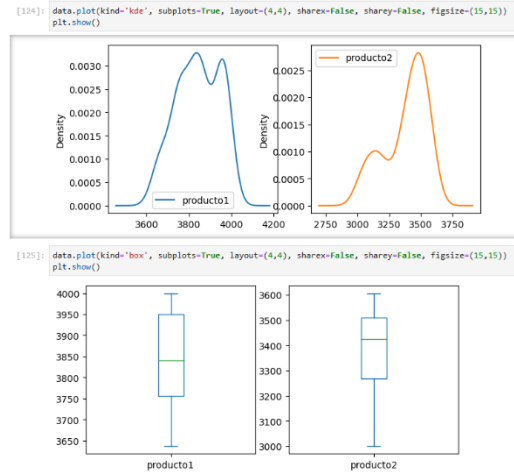 [124]: data.plot(kind='kde', subplots=True, layout=(4,4), sharex=False, sharey=False, figsize=(15,15))
plt.show()
0.0030
0.0025
0.0020
0.0015
0.0010
0.0005
0.0000
Density
producto1
3600 3800 4000 4200
0.0025
0.0020
0.0015
0.0010
0.0005
0.0000
Density
producto2
2750 3000 3250 3500 3750
[125]: data.plot(kind='box', subplots=True, layout=(4,4), sharex=False, sharey=False, figsize=(15,15))
plt.show()
4000
3950
3900
3850
3800
3750
3700
3650
producto1
3600
3500
3400
3300
3200
3100
3000
producto2